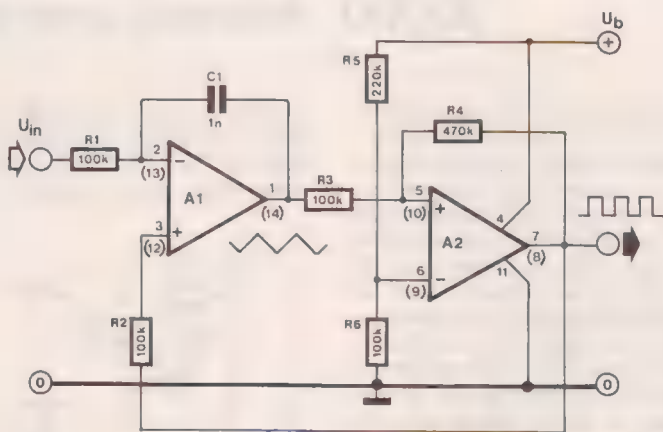 Ub
+
R5
220k
C1
1n
R4
470k
Uin
R1
100k
2
(13)
−
A1
1
(14)
3
(12)
+
R3
100k
5
(10)
+
A2
4
7
(8)
11
6
(9)
−
R2
100k
R6
100k
0
0